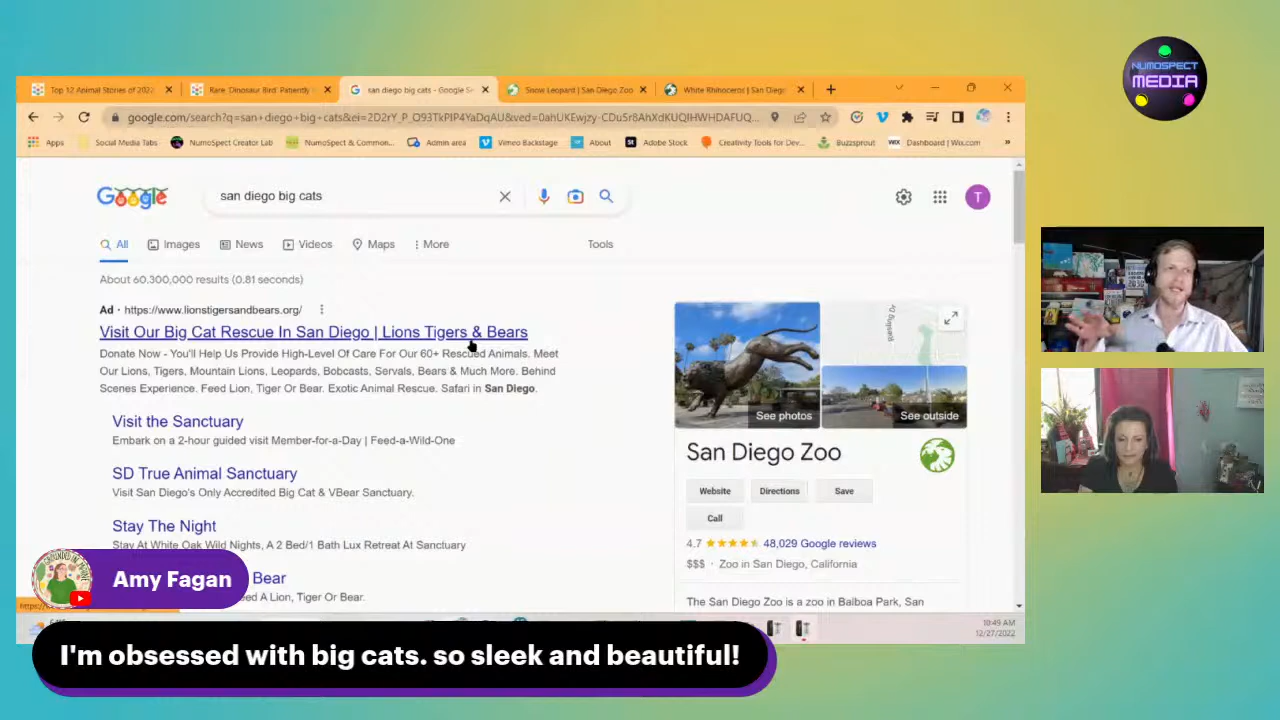 NUMOSPECT
MEDIA
Top 12 Animal Stories of 2022
Rare 'Dinosaur Bird' Patiently
san diego big cats - Google Se
Snow Leopard | San Diego Zoo
White Rhinoceros | San Diego
google.com/search?q=san+diego+big+cats&ei=2D2rY_P_O93TkPIP4YaDqAU&ved=0ahUKEwjzy-CDu5r8AhXdKUQIHWHDAFUQ...
Apps
Social Media Tabs
NumoSpect Creator Lab
NumoSpect & Common...
Admin area
Vimeo Backstage
About
Adobe Stock
Creativity Tools for De...
Buzzsprout
Dashboard | Wix.com
Google
san diego big cats
T
All
Images
News
Videos
Maps
More
Tools
About 60,300,000 results (0.81 seconds)
Ad · https://www.lionstigersandbears.org/
Visit Our Big Cat Rescue In San Diego | Lions Tigers & Bears
Donate Now - You'll Help Us Provide High-Level Of Care For Our 60+ Rescued Animals. Meet
Our Lions, Tigers, Mountain Lions, Leopards, Bobcasts, Servals, Bears & Much More. Behind
Scenes Experience. Feed Lion, Tiger Or Bear. Exotic Animal Rescue. Safari in San Diego.
Visit the Sanctuary
Embark on a 2-hour guided visit Member-for-a-Day | Feed-a-Wild-One
SD True Animal Sanctuary
Visit San Diego's Only Accredited Big Cat & VBear Sanctuary.
Stay The Night
Stay At White Oak Wild Nights, A 2 Bed/1 Bath Lux Retreat At Sanctuary
Bear
eed A Lion, Tiger Or Bear.
See photos
See outside
San Diego Zoo
Website
Directions
Save
Call
4.7
48,029 Google reviews
$$$ · Zoo in San Diego, California
The San Diego Zoo is a zoo in Balboa Park, San
10:49 AM
12/27/2022
Amy Fagan
I'm obsessed with big cats. so sleek and beautiful!